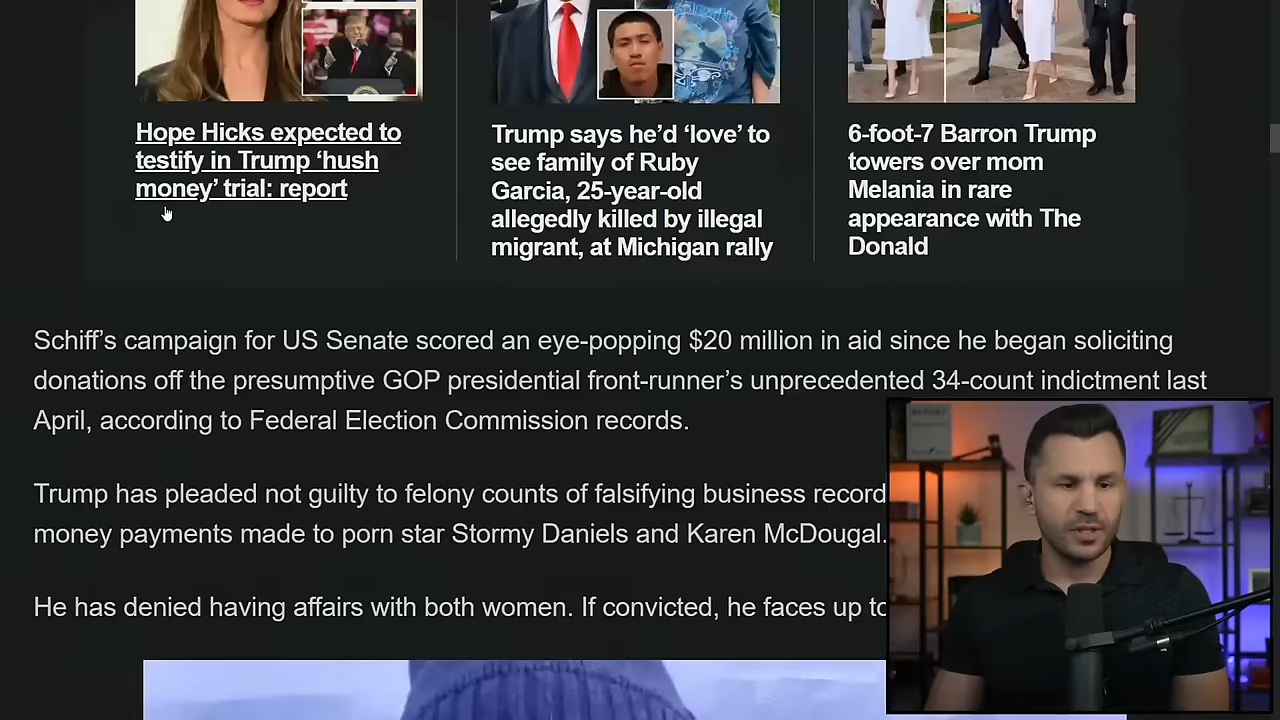 Hope Hicks expected to
testify in Trump ‘hush
money’ trial: report
Trump says he’d ‘love’ to
see family of Ruby
Garcia, 25-year-old
allegedly killed by illegal
migrant, at Michigan rally
6-foot-7 Barron Trump
towers over mom
Melania in rare
appearance with The
Donald
Schiff’s campaign for US Senate scored an eye-popping $20 million in aid since he began soliciting
donations off the presumptive GOP presidential front-runner’s unprecedented 34-count indictment last
April, according to Federal Election Commission records.
Trump has pleaded not guilty to felony counts of falsifying business record
money payments made to porn star Stormy Daniels and Karen McDougal.
He has denied having affairs with both women. If convicted, he faces up to